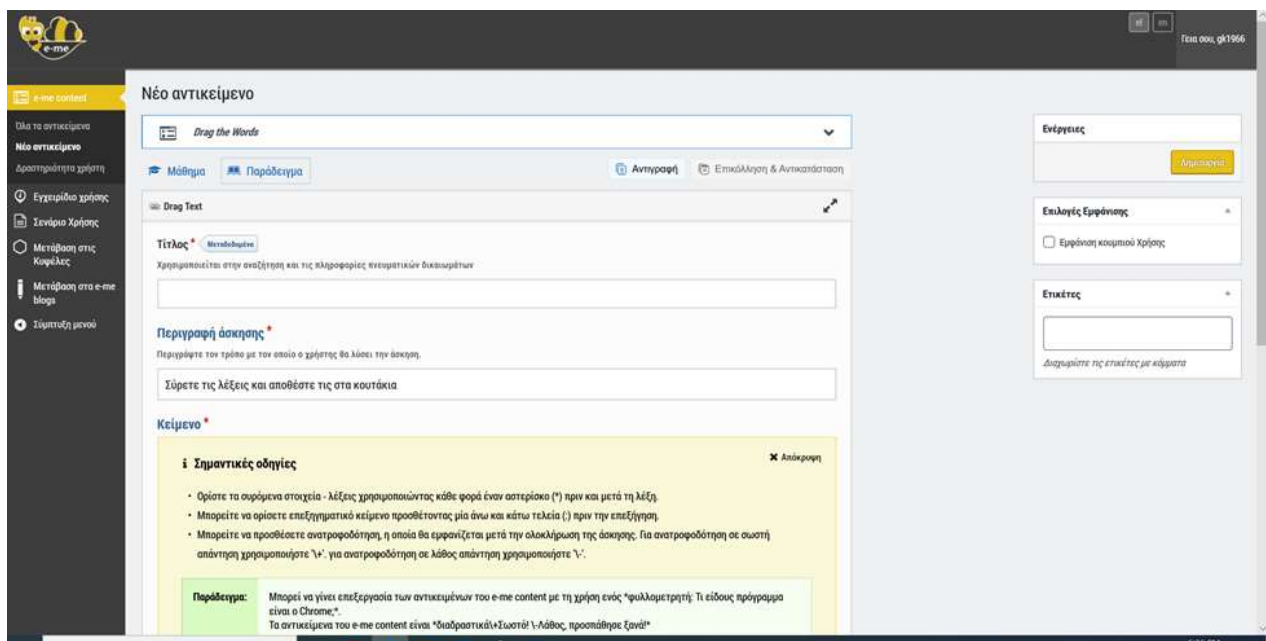 e-me
el en
Γεια σου, gk1966
e-me content
Όλα τα αντικείμενα
Νέο αντικείμενο
Δραστηριότητα χρήστη
Εγχειρίδιο χρήσης
Σενάριο Χρήσης
Μετάβαση στις
Κυψέλες
Μετάβαση στα e-me
blogs
Σύμπτυξη μενού
Νέο αντικείμενο
Drag the Words
Μάθημα Παράδειγμα Αντιγραφή Επικόλληση & Αντικατάσταση
Drag Text
Τίτλος * Μεταδεδομένα
Χρησιμοποιείται στην αναζήτηση και τις πληροφορίες πνευματικών δικαιωμάτων
Περιγραφή άσκησης *
Περιγράψτε τον τρόπο με τον οποίο ο χρήστης θα λύσει την άσκηση.
Σύρετε τις λέξεις και αποθέστε τις στα κουτάκια
Κείμενο *
i Σημαντικές οδηγίες
Απόκρυψη
• Ορίστε τα συρόμενα στοιχεία - λέξεις χρησιμοποιώντας κάθε φορά έναν αστερίσκο (*) πριν και μετά τη λέξη.
• Μπορείτε να ορίσετε επεξηγηματικό κείμενο προσθέτοντας μία άνω και κάτω τελεία (:) πριν την επεξήγηση.
• Μπορείτε να προσθέσετε ανατροφοδότηση, η οποία θα εμφανίζεται μετά την ολοκλήρωση της άσκησης. Για ανατροφοδότηση σε σωστή
απάντηση χρησιμοποιήστε '\+'. για ανατροφοδότηση σε λάθος απάντηση χρησιμοποιήστε '\-'.
Παράδειγμα: Μπορεί να γίνει επεξεργασία των αντικειμένων του e-me content με τη χρήση ενός *φυλλομετρητή: Τι είδους πρόγραμμα
είναι ο Chrome;*.
Τα αντικείμενα του e-me content είναι *διαδραστικά\+Σωστό! \-Λάθος, προσπάθησε ξανά!*
Ενέργειες
Δημιουργία
Επιλογές Εμφάνισης
Εμφάνιση κουμπιού Χρήσης
Ετικέτες
Διαχωρίστε τις ετικέτες με κόμματα